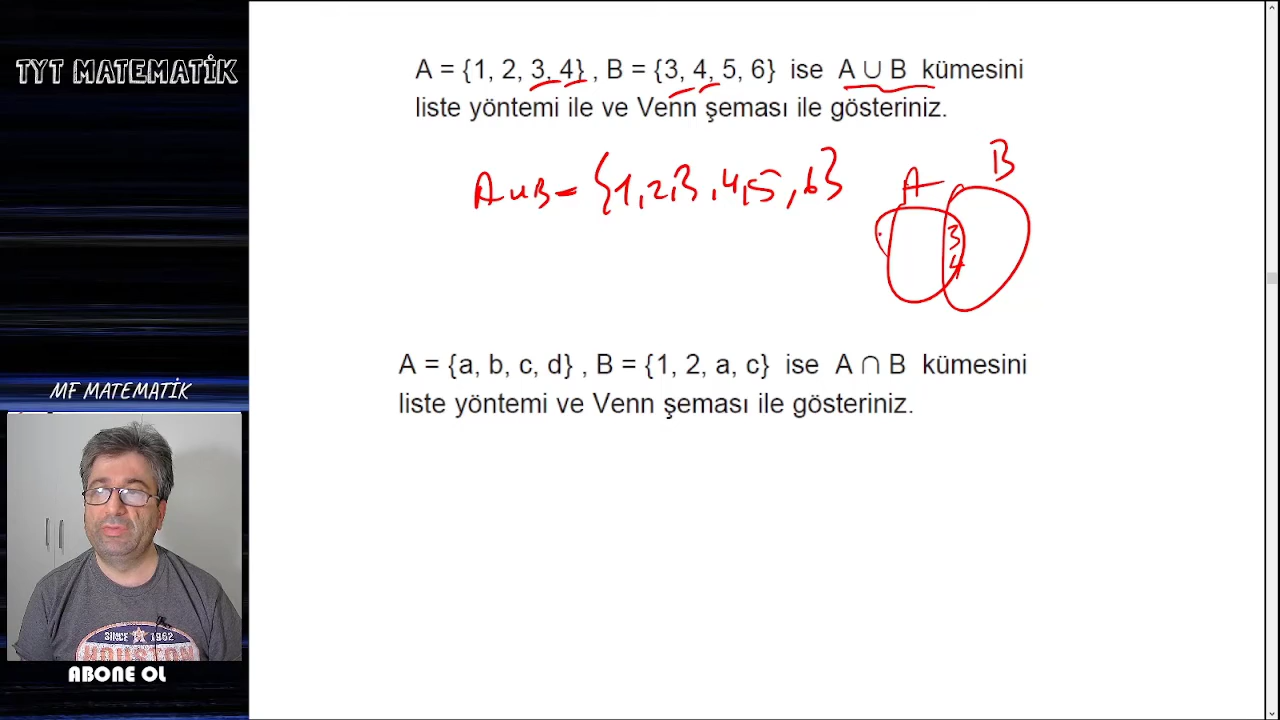 TYT MATEMATİK
A = {1, 2, 3, 4} , B = {3, 4, 5, 6} ise A ∪ B kümesini
liste yöntemi ile ve Venn şeması ile gösteriniz.
A∪B = {1,2,3,4,5,6}
A
B
3
4
A = {a, b, c, d} , B = {1, 2, a, c} ise A ∩ B kümesini
liste yöntemi ve Venn şeması ile gösteriniz.
MF MATEMATİK
SINCE 1962
HOUSTON
ABONE OL